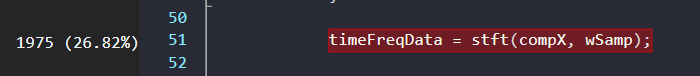 50
1975 (26.82%) 51 timeFreqData = stft(compX, wSamp);
52